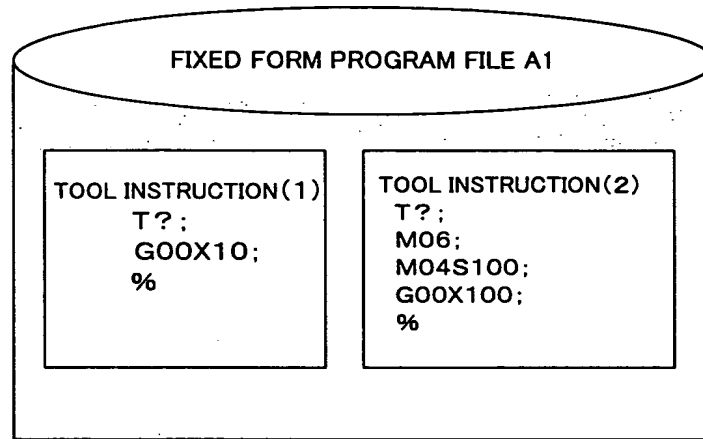 FIXED FORM PROGRAM FILE A1
TOOL INSTRUCTION(1)
T?;
G00X10;
%
TOOL INSTRUCTION(2)
T?;
M06;
M04S100;
G00X100;
%